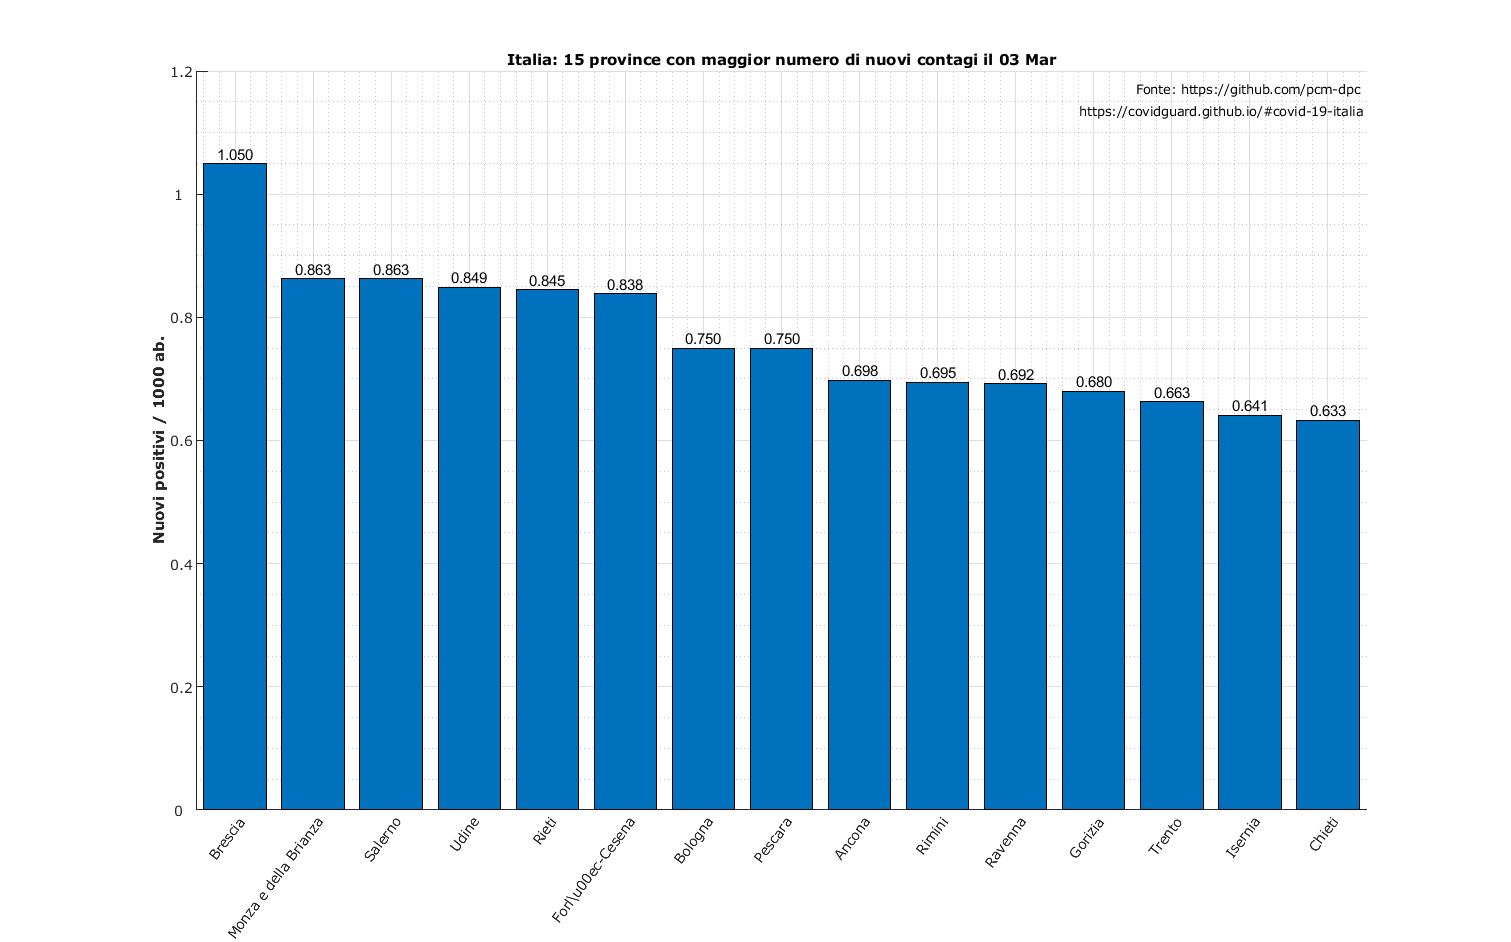 Italia: 15 province con maggior numero di nuovi contagi il 03 Mar
Fonte: https://github.com/pcm-dpc
https://covidguard.github.io/#covid-19-italia
Nuovi positivi / 1000 ab.
1.2
1
0.8
0.6
0.4
0.2
0
1.050
0.863
0.863
0.849
0.845
0.838
0.750
0.750
0.698
0.695
0.692
0.680
0.663
0.641
0.633
Brescia
Monza e della Brianza
Salerno
Udine
Rieti
Forl\u00ec-Cesena
Bologna
Pescara
Ancona
Rimini
Ravenna
Gorizia
Trento
Isernia
Chieti